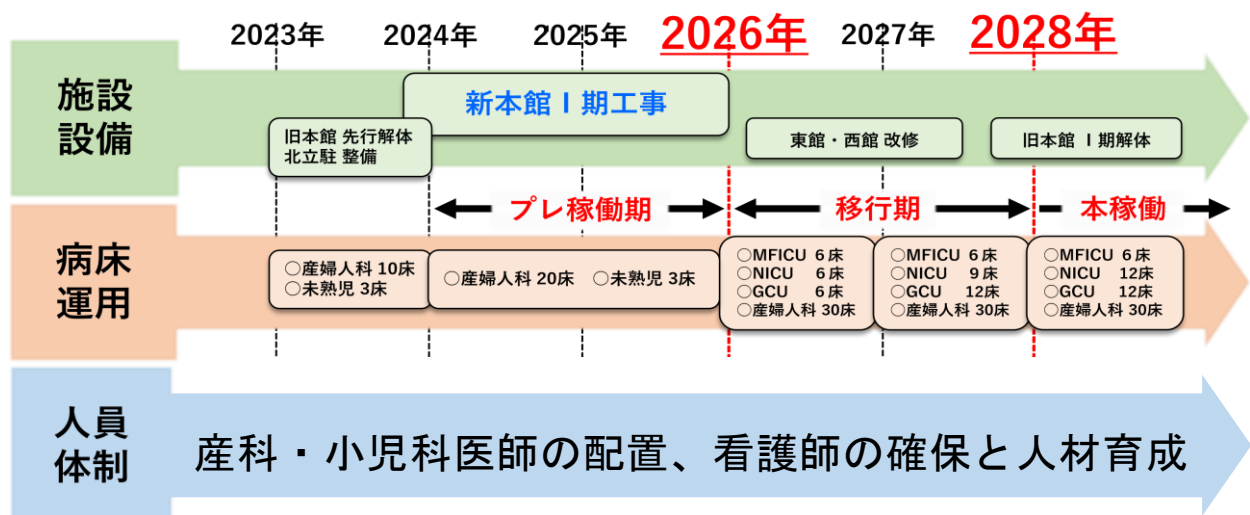 2023年 2024年 2025年 2026年 2027年 2028年
施設
設備
新本館Ⅰ期工事
旧本館 先行解体
北立駐 整備
東館・西館 改修
旧本館 Ⅰ期解体
プレ稼働期 移行期 本稼働
病床
運用
○産婦人科 10床
○未熟児 3床
○産婦人科 20床 ○未熟児 3床
○MFICU 6床
○NICU 6床
○GCU 6床
○産婦人科 30床
○MFICU 6床
○NICU 9床
○GCU 12床
○産婦人科 30床
○MFICU 6床
○NICU 12床
○GCU 12床
○産婦人科 30床
人員
体制
産科・小児科医師の配置、看護師の確保と人材育成